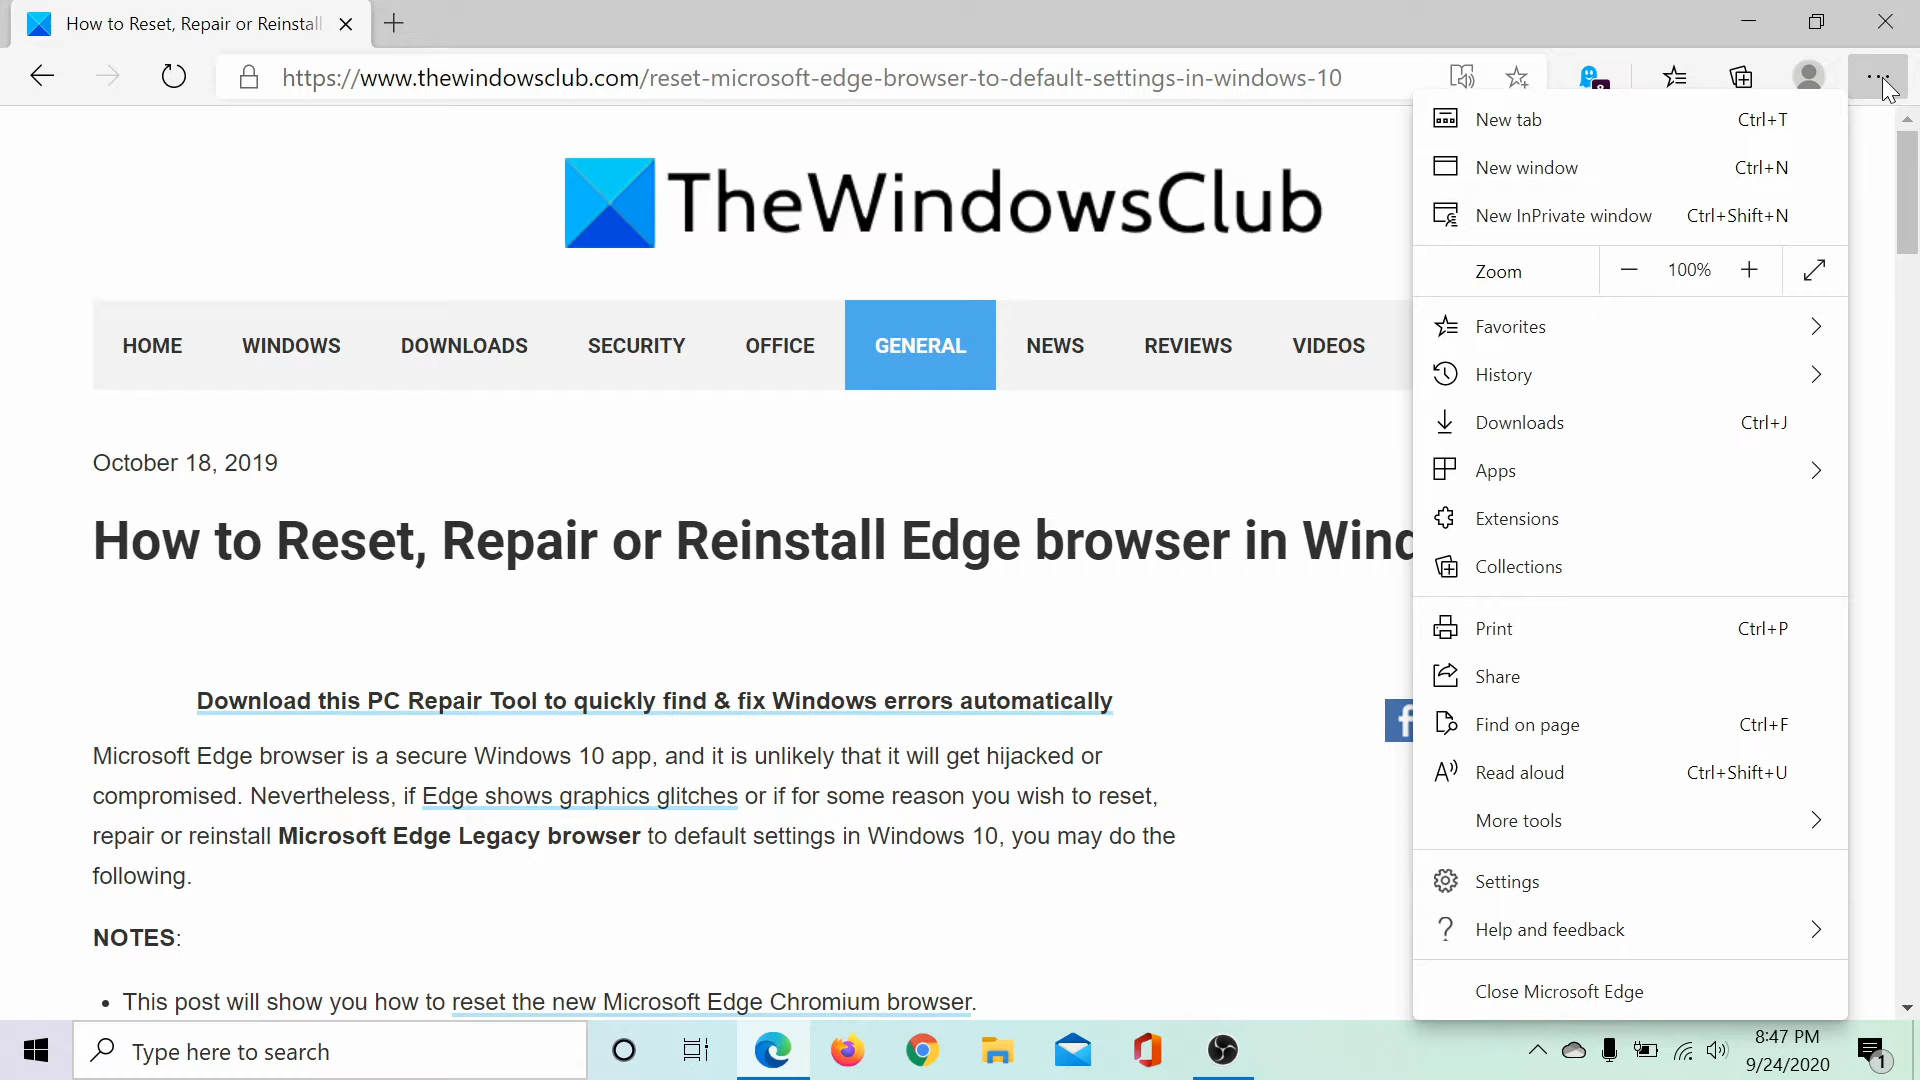 How to Reset, Repair or Reinstall
https://www.thewindowsclub.com/reset-microsoft-edge-browser-to-default-settings-in-windows-10
TheWindowsClub
HOME WINDOWS DOWNLOADS SECURITY OFFICE GENERAL NEWS REVIEWS VIDEOS
October 18, 2019
How to Reset, Repair or Reinstall Edge browser in Wind
Download this PC Repair Tool to quickly find & fix Windows errors automatically
Microsoft Edge browser is a secure Windows 10 app, and it is unlikely that it will get hijacked or
compromised. Nevertheless, if Edge shows graphics glitches or if for some reason you wish to reset,
repair or reinstall Microsoft Edge Legacy browser to default settings in Windows 10, you may do the
following.
NOTES:
• This post will show you how to reset the new Microsoft Edge Chromium browser.
New tab Ctrl+T
New window Ctrl+N
New InPrivate window Ctrl+Shift+N
Zoom — 100% +
Favorites
History
Downloads Ctrl+J
Apps
Extensions
Collections
Print Ctrl+P
Share
Find on page Ctrl+F
Read aloud Ctrl+Shift+U
More tools
Settings
Help and feedback
Close Microsoft Edge
Type here to search
8:47 PM
9/24/2020
1